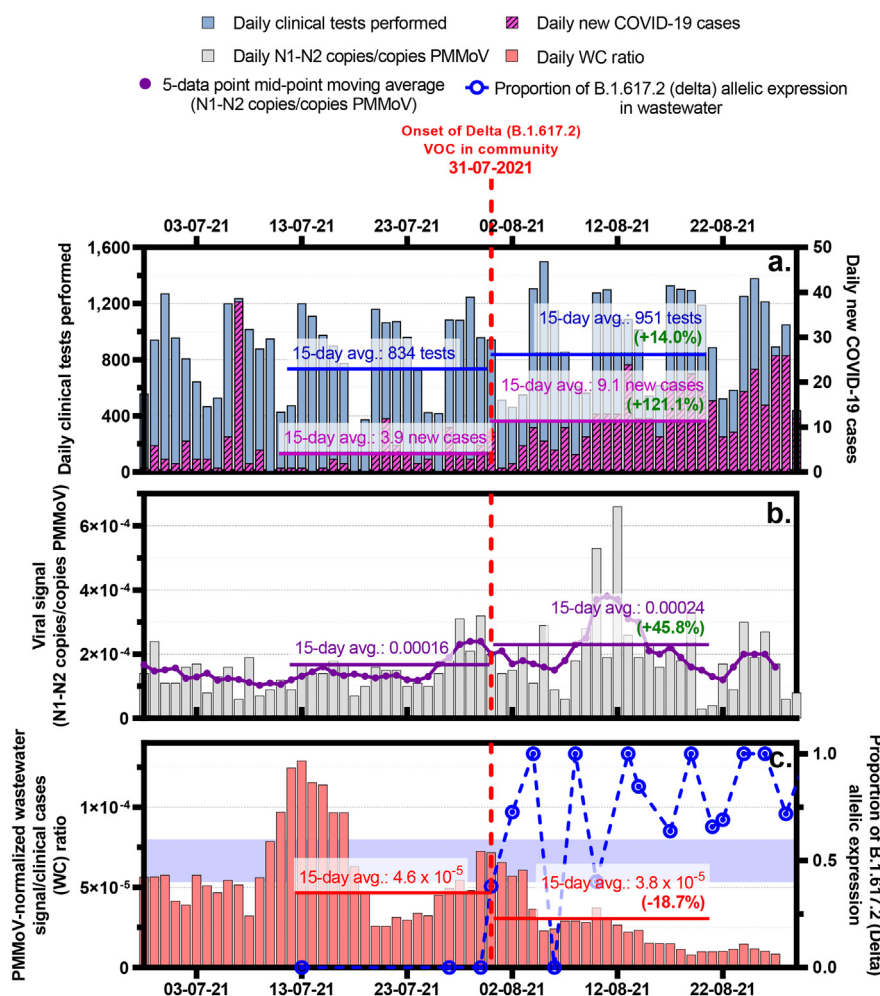 Daily clinical tests performed
Daily new COVID-19 cases
Daily N1-N2 copies/copies PMMoV
Daily WC ratio
5-data point mid-point moving average
(N1-N2 copies/copies PMMoV)
Proportion of B.1.617.2 (delta) allelic expression
in wastewater
Onset of Delta (B.1.617.2)
VOC in community
31-07-2021
03-07-21 13-07-21 23-07-21 02-08-21 12-08-21 22-08-21
Daily clinical tests performed
1,600
1,200
800
400
0
a.
15-day avg.: 834 tests
15-day avg.: 3.9 new cases
15-day avg.: 951 tests
(+14.0%)
15-day avg.: 9.1 new cases
(+121.1%)
50
40
30
20
10
0
Daily new COVID-19
cases
Viral signal
(N1-N2 copies/copies PMMoV)
6×10-4
4×10-4
2×10-4
0
b.
15-day avg.: 0.00016
15-day avg.: 0.00024
(+45.8%)
PMMoV-normalized wastewater
signal/clinical cases
(WC) ratio
1×10-4
5×10-5
0
c.
15-day avg.: 4.6 x 10-5
15-day avg.: 3.8 x 10-5
(-18.7%)
1.0
0.5
0.0
Proportion of B.1.617.2 (Delta)
allelic expression
03-07-21 13-07-21 23-07-21 02-08-21 12-08-21 22-08-21